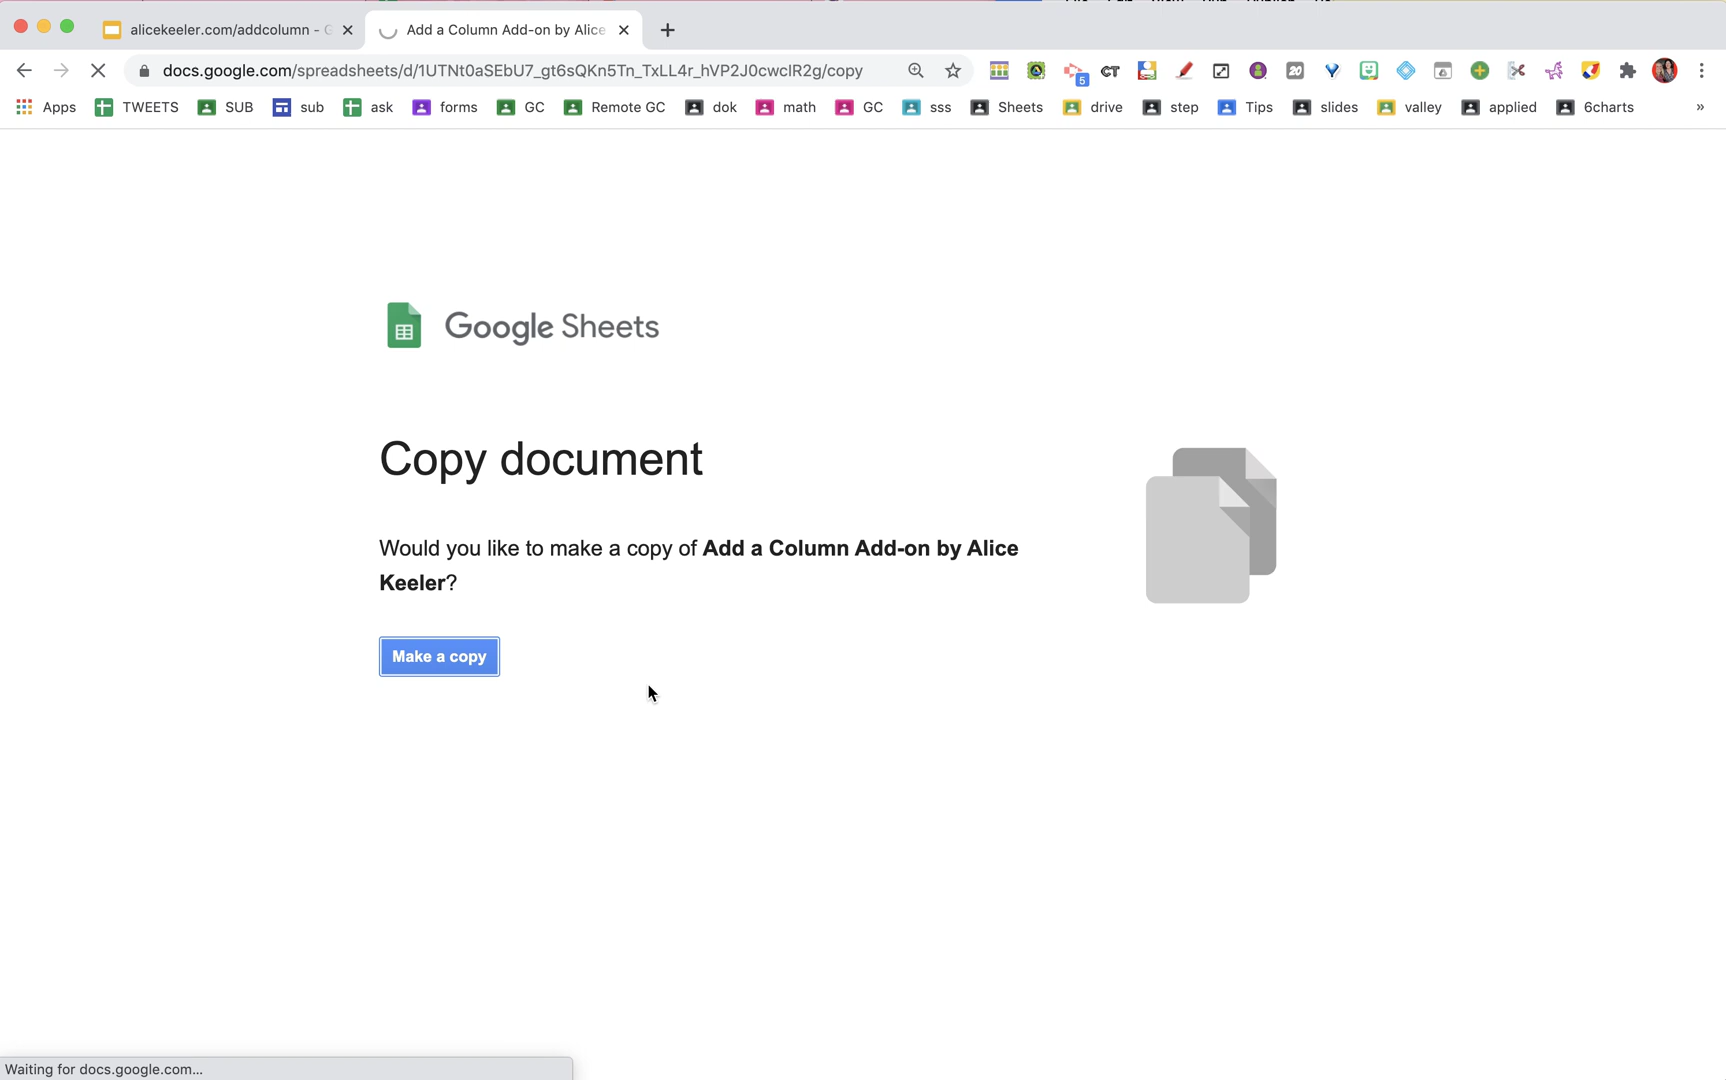 alicekeeler.com/addcolumn - G
Add a Column Add-on by Alice
docs.google.com/spreadsheets/d/1UTNt0aSEbU7_gt6sQKn5Tn_TxLL4r_hVP2J0cwclR2g/copy
5
CT
20
Apps
TWEETS
SUB
sub
ask
forms
GC
Remote GC
dok
math
GC
sss
Sheets
drive
step
Tips
slides
valley
applied
6charts
»
Google Sheets
Copy document
Would you like to make a copy of Add a Column Add-on by Alice
Keeler?
Make a copy
Waiting for docs.google.com...